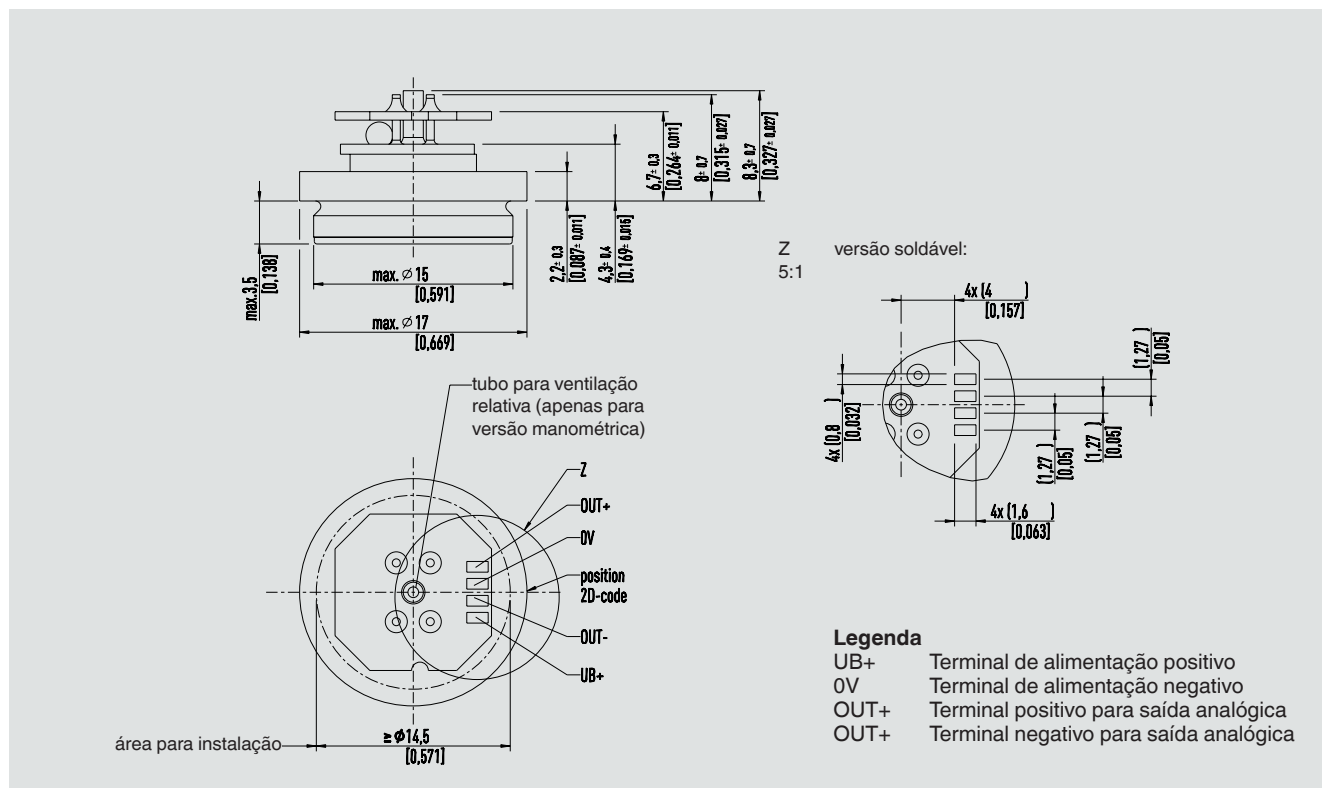 6,7± 0,3
[0,264± 0,011]
8± 0,7
[0,315± 0,027]
8,3± 0,7
[0,327± 0,027]
2,2± 0,3
[0,087± 0,011]
4,3± 0,4
[0,169± 0,016]
max.3,5
[0,138]
max. ⌀ 15
[0,591]
max. ⌀ 17
[0,669]
Z versão soldável:
5:1
4x (4 )
[0,157]
(1,27 )
[0,05]
(1,27 )
[0,05]
(1,27 )
[0,05]
4x (0,8 )
[0,032]
4x (1,6 )
[0,063]
tubo para ventilação
relativa (apenas para
versão manométrica)
Z
OUT+
0V
position
2D-code
OUT-
UB+
área para instalação
≥ ⌀14,5
[0,571]
Legenda
UB+ Terminal de alimentação positivo
0V Terminal de alimentação negativo
OUT+ Terminal positivo para saída analógica
OUT+ Terminal negativo para saída analógica